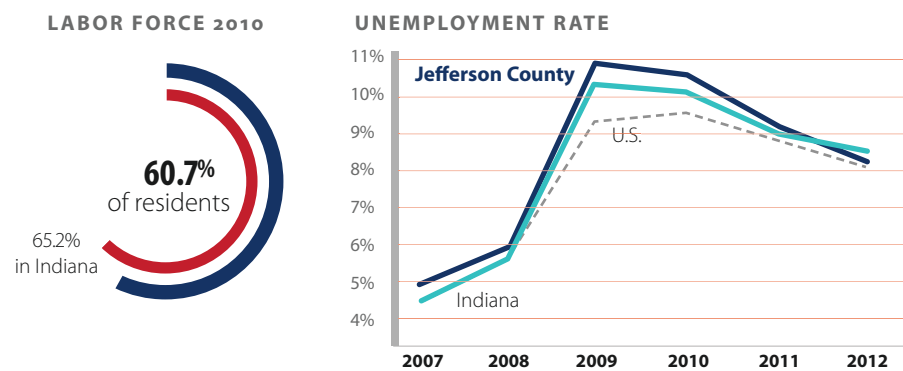 LABOR FORCE 2010
60.7%
of residents
65.2%
in Indiana
UNEMPLOYMENT RATE
11%
10%
9%
8%
7%
6%
5%
4%
Jefferson County
U.S.
Indiana
2007 2008 2009 2010 2011 2012